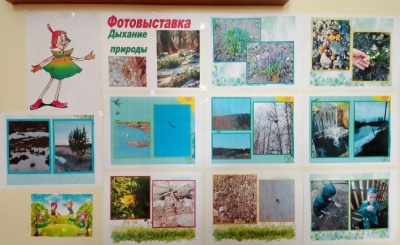 Фотовыставка
Дыхание
природы